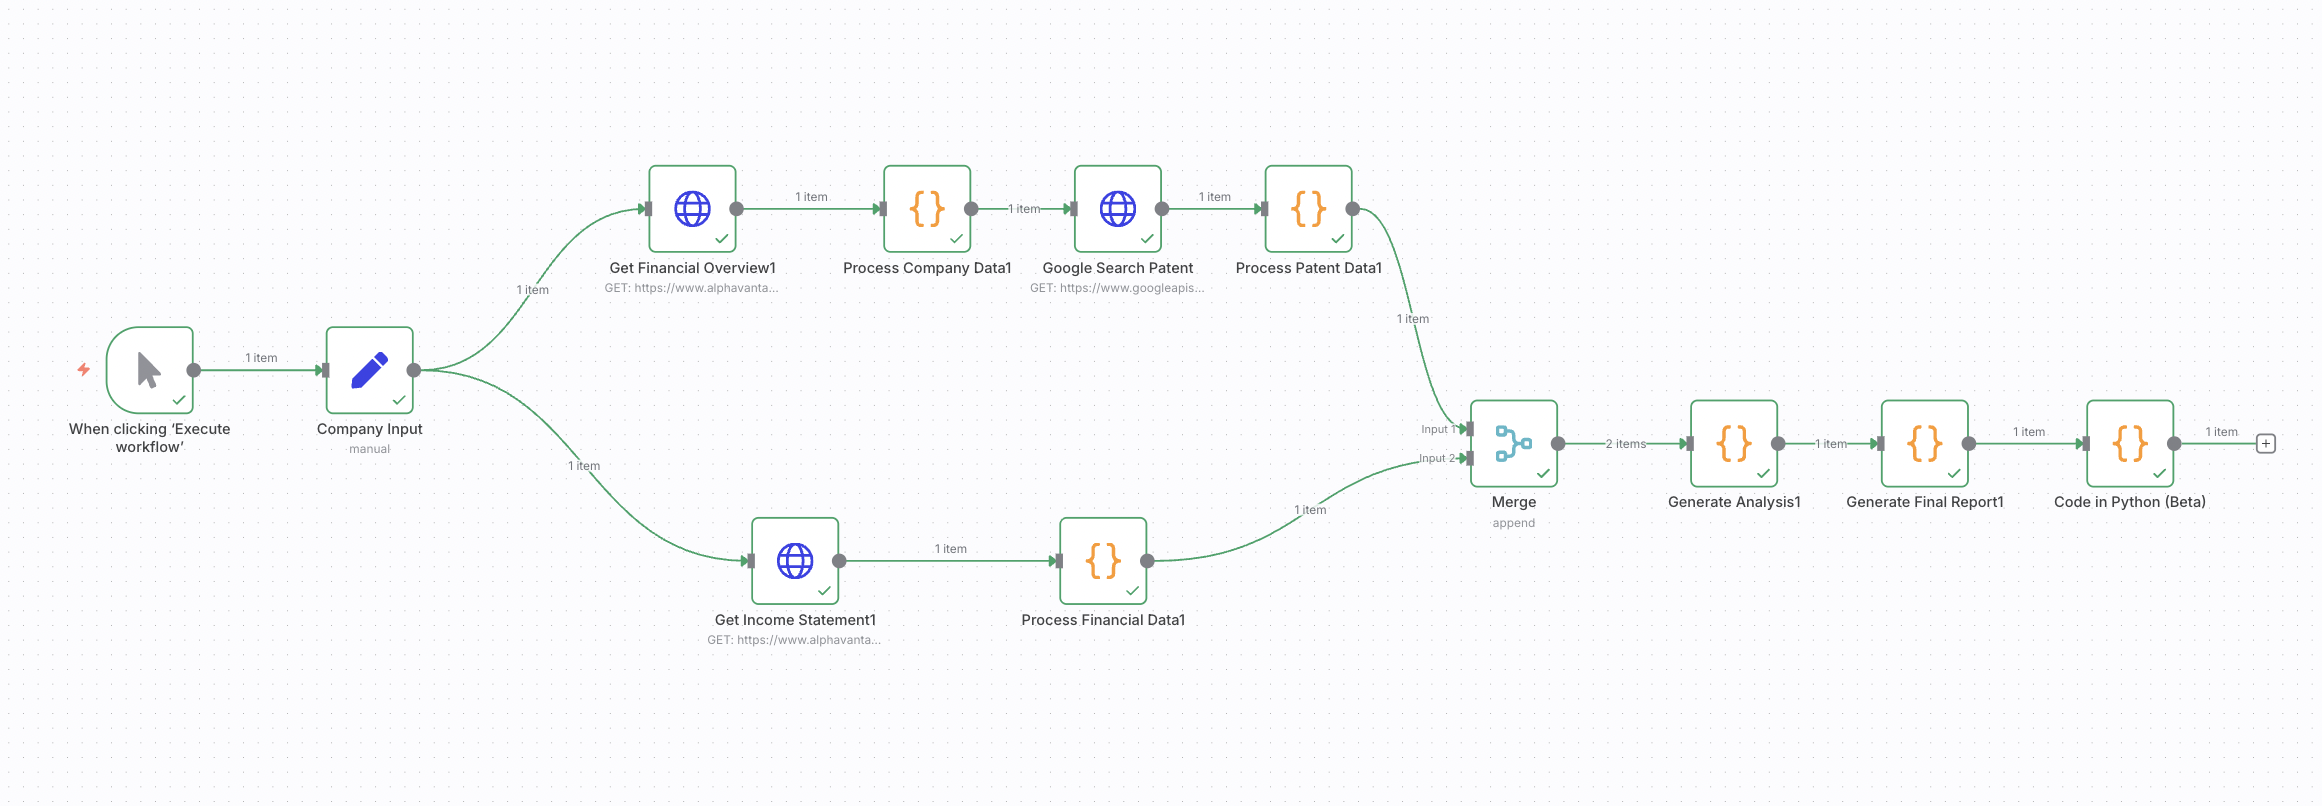 1 item
1 item
1 item
Get Financial Overview1
Process Company Data1
Google Search Patent
Process Patent Data1
GET: https://www.alphavanta...
GET: https://www.googleapis...
1 item
1 item
1 item
When clicking ‘Execute
workflow’
Company Input
manual
Input 1
Input 2
2 items
1 item
1 item
1 item
1 item
Merge
append
Generate Analysis1
Generate Final Report1
Code in Python (Beta)
1 item
1 item
Get Income Statement1
GET: https://www.alphavanta...
Process Financial Data1